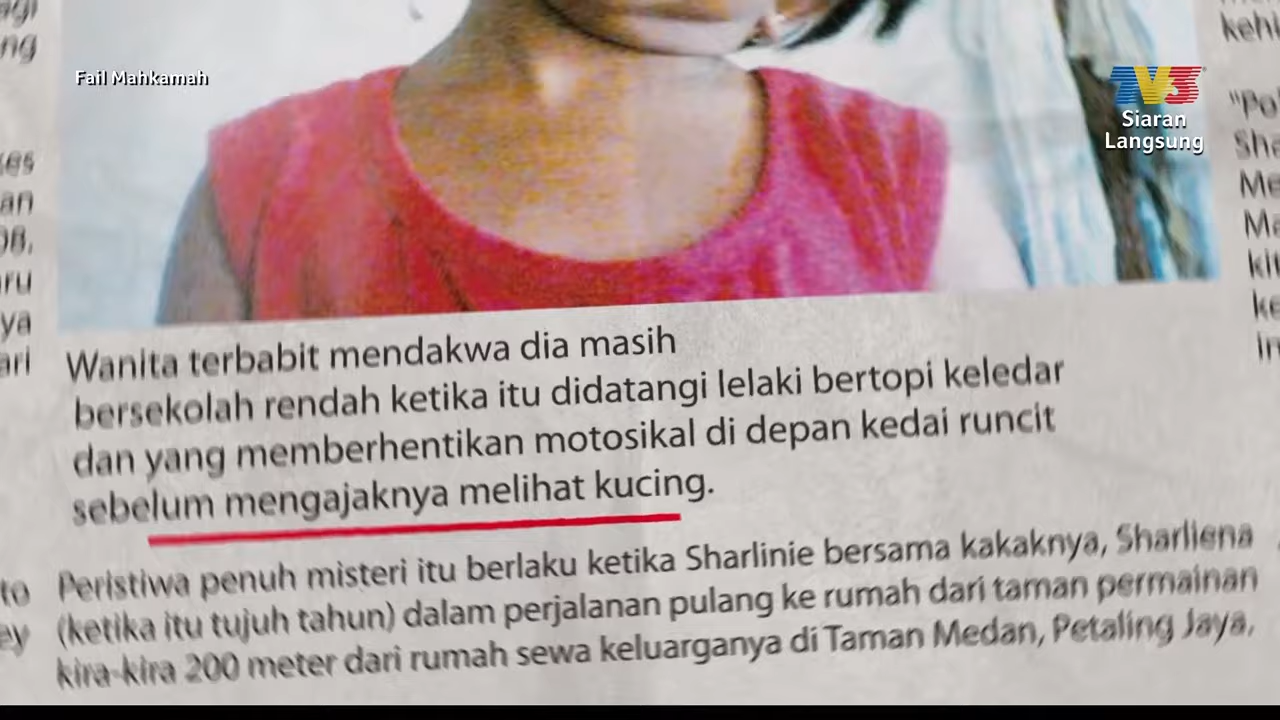 Fail Mahkamah
TV3
Siaran
Langsung
Wanita terbabit mendakwa dia masih
bersekolah rendah ketika itu didatangi lelaki bertopi keledar
dan yang memberhentikan motosikal di depan kedai runcit
sebelum mengajaknya melihat kucing.
Peristiwa penuh misteri itu berlaku ketika Sharlinie bersama kakaknya, Sharliena
(ketika itu tujuh tahun) dalam perjalanan pulang ke rumah dari taman permainan
kira-kira 200 meter dari rumah sewa keluarganya di Taman Medan, Petaling Jaya,